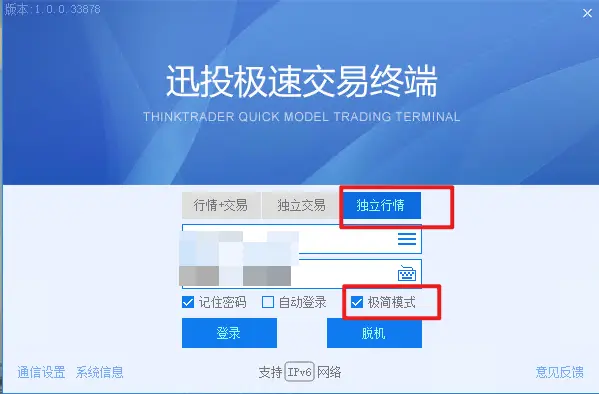 版本:1.0.0.33878
迅投极速交易终端
THINKTRADER QUICK MODEL TRADING TERMINAL
行情+交易 独立交易 独立行情
记住密码 自动登录 极简模式
登录 脱机
通信设置 系统信息 支持 IPv6 网络 意见反馈